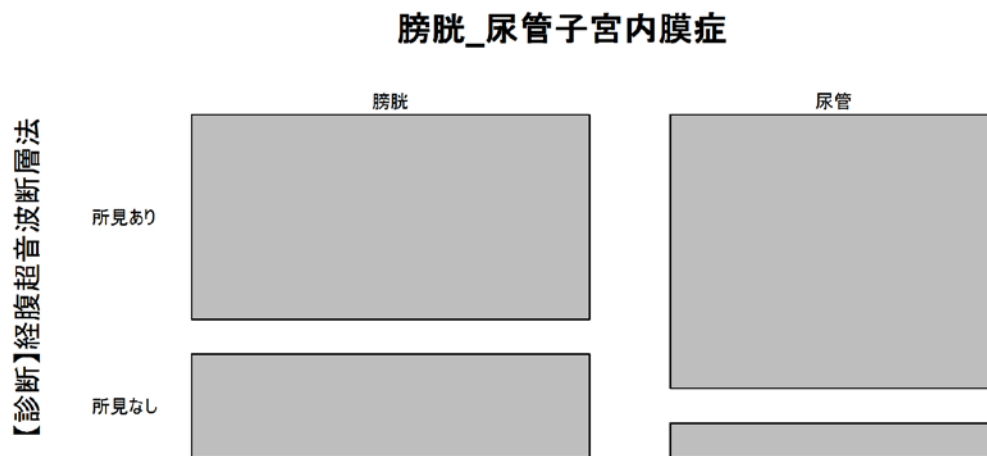 膀胱_尿管子宮内膜症
膀胱
尿管
【診断】経腹超音波断層法
所見あり
所見なし